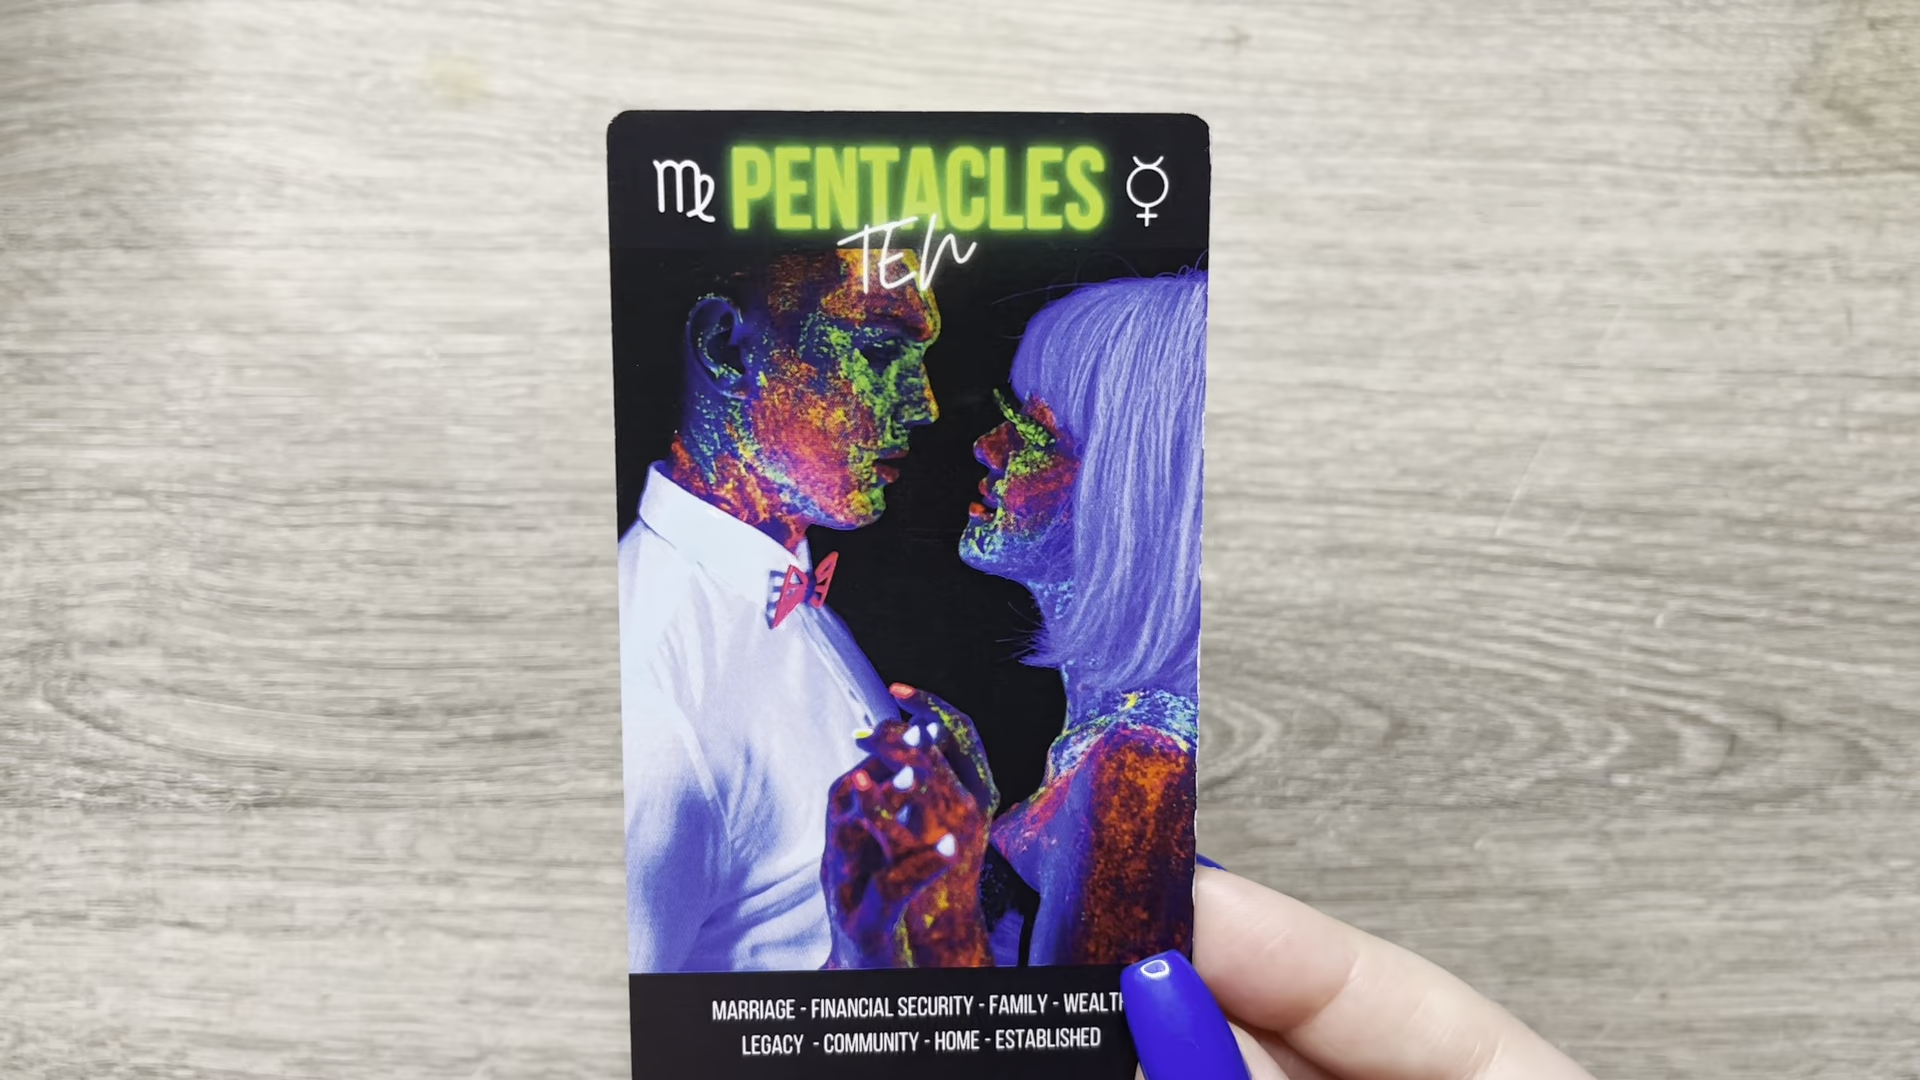 PENTACLES
TEN
MARRIAGE - FINANCIAL SECURITY - FAMILY - WEALTH
LEGACY - COMMUNITY - HOME - ESTABLISHED